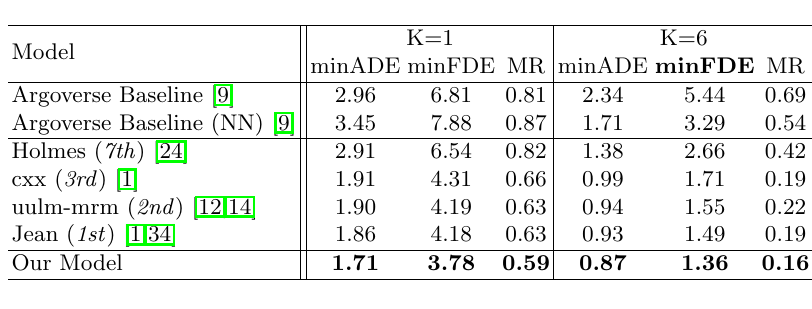 Model K=1 K=6
minADE minFDE MR minADE minFDE MR
Argoverse Baseline [9] 2.96 6.81 0.81 2.34 5.44 0.69
Argoverse Baseline (NN) [9] 3.45 7.88 0.87 1.71 3.29 0.54
Holmes (7th) [24] 2.91 6.54 0.82 1.38 2.66 0.42
cxx (3rd) [1] 1.91 4.31 0.66 0.99 1.71 0.19
uulm-mrm (2nd) [12,14] 1.90 4.19 0.63 0.94 1.55 0.22
Jean (1st) [1,34] 1.86 4.18 0.63 0.93 1.49 0.19
Our Model 1.71 3.78 0.59 0.87 1.36 0.16